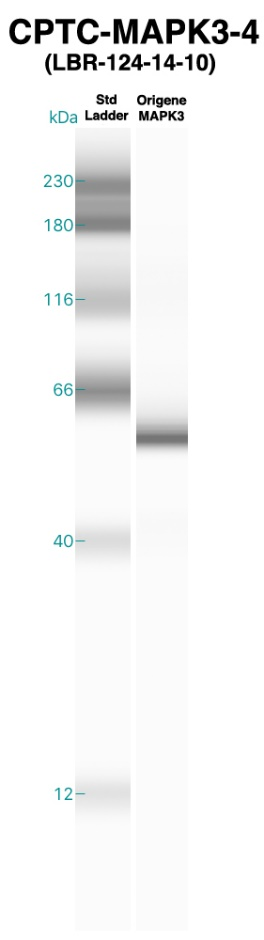 CPTC-MAPK3-4
(LBR-124-14-10)
kDa
Std
Ladder
Origene
MAPK3
230
180
116
66
40
12